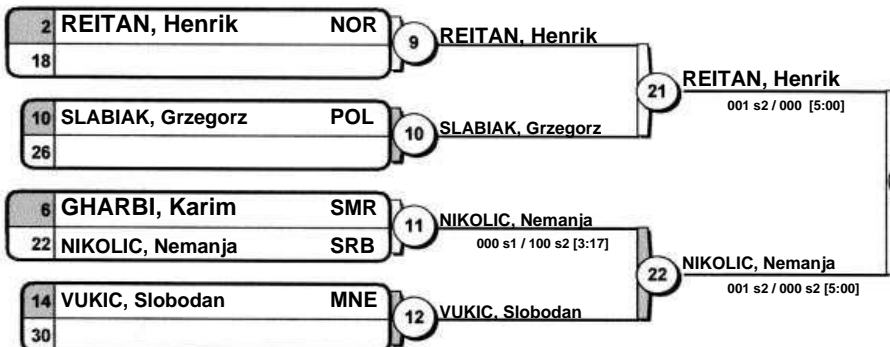 2 REITAN, Henrik NOR
18
9 REITAN, Henrik
10 SLABIAK, Grzegorz POL
26
10 SLABIAK, Grzegorz
21 REITAN, Henrik
001 s2 / 000 [5:00]
6 GHARBI, Karim SMR
22 NIKOLIC, Nemanja SRB
11 NIKOLIC, Nemanja
000 s1 / 100 s2 [3:17]
14 VUKIC, Slobodan MNE
30
12 VUKIC, Slobodan
22 NIKOLIC, Nemanja
001 s2 / 000 s2 [5:00]